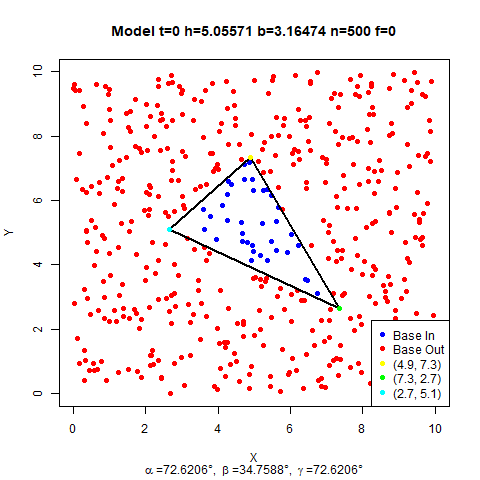 Model t=0 h=5.05571 b=3.16474 n=500 f=0
10
8
6
4
2
0
Y
Base In
Base Out
(4.9, 7.3)
(7.3, 2.7)
(2.7, 5.1)
0 2 4 6 8 10
X
α=72.6206°, β=34.7588°, γ=72.6206°